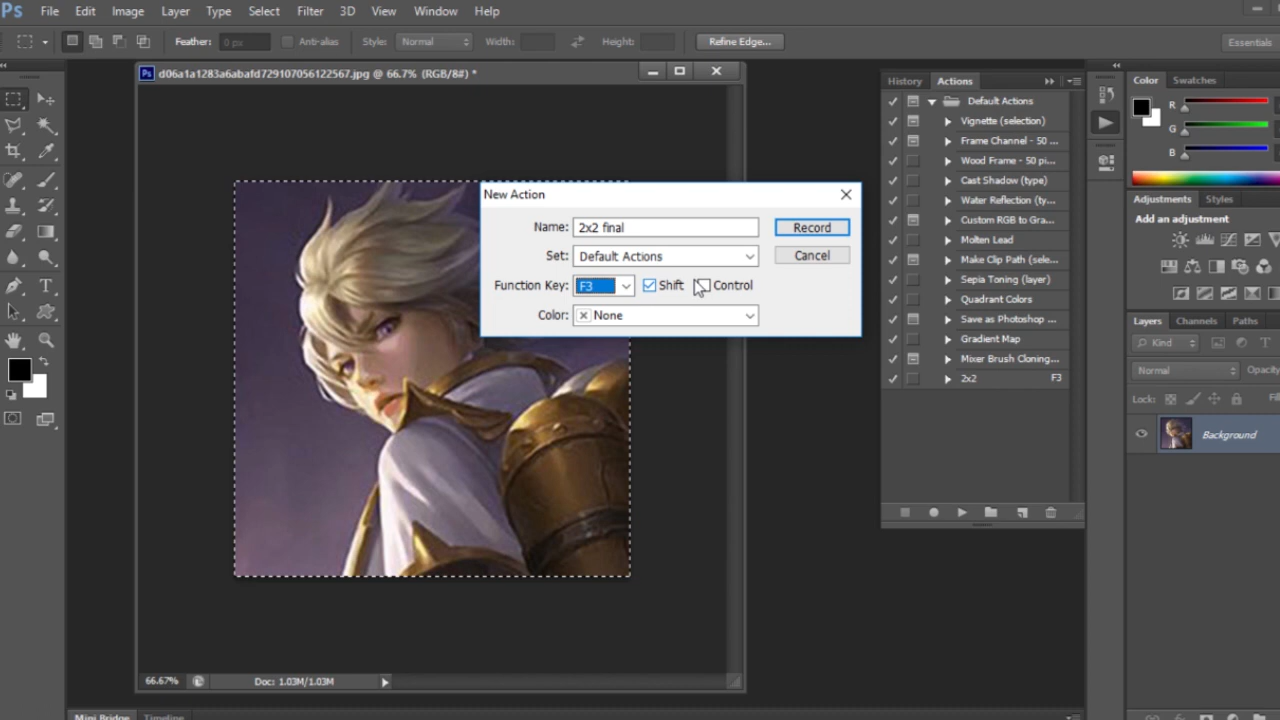 Ps File Edit Image Layer Type Select Filter 3D View Window Help
Feather: 0 px Anti-alias Style: Normal Width: Height: Refine Edge... Essentials
Ps d06a1a1283a6abafd729107056122567.jpg @ 66.7% (RGB/8#) *
New Action
Name: 2x2 final Record
Set: Default Actions Cancel
Function Key: F3 Shift Control
Color: None
66.67% Doc: 1.03M/1.03M
Mini Bridge Timeline
History Actions
Default Actions
Vignette (selection)
Frame Channel - 50 ...
Wood Frame - 50 pi...
Cast Shadow (type)
Water Reflection (ty...
Custom RGB to Gra...
Molten Lead
Make Clip Path (sele...
Sepia Toning (layer)
Quadrant Colors
Save as Photoshop ...
Gradient Map
Mixer Brush Cloning...
2x2 F3
Color Swatches
R
G
B
Adjustments Styles
Add an adjustment
Layers Channels Paths
Kind
Normal Opacity
Lock:
Background